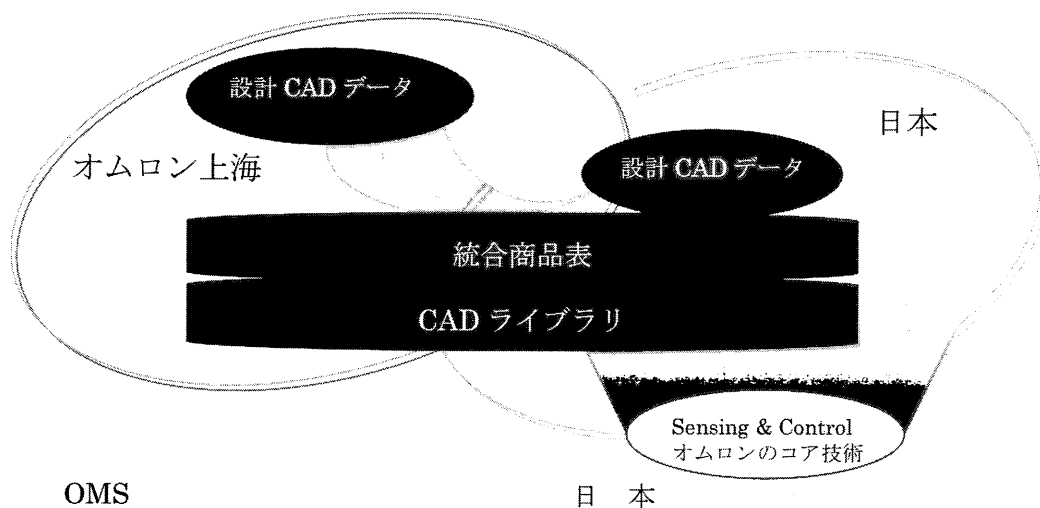 設計 CAD データ
日本
オムロン上海
設計 CAD データ
統合商品表
CAD ライブラリ
Sensing & Control
オムロンのコア技術
OMS
日 本